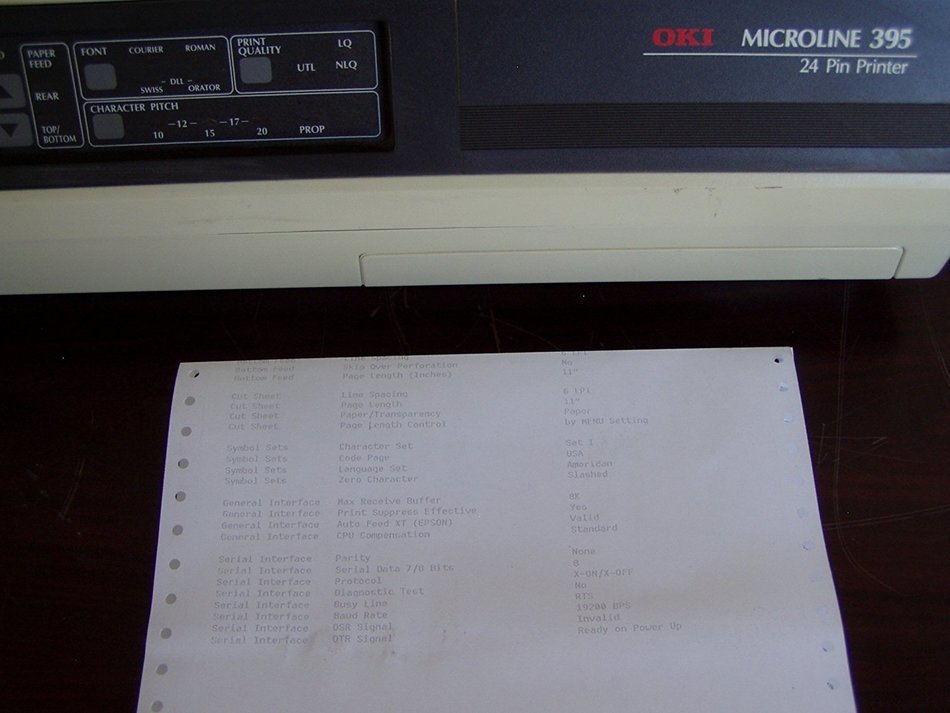 PAPER FEED
REAR
TOP/BOTTOM
FONT COURIER ROMAN
DLL
SWISS ORATOR
PRINT QUALITY LQ
UTL NLQ
CHARACTER PITCH
10 12 15 17 20 PROP
OKI MICROLINE 395
24 Pin Printer
Bottom Feed Line Spacing 6 LPI
Bottom Feed Skip Over Perforation No
Bottom Feed Page Length (Inches) 11"
Cut Sheet Line Spacing 6 LPI
Cut Sheet Page Length 11"
Cut Sheet Paper/Transparency Paper
Cut Sheet Page Length Control by MENU Setting
Symbol Sets Character Set Set I
Symbol Sets Code Page USA
Symbol Sets Language Set American
Symbol Sets Zero Character Slashed
General Interface Max Receive Buffer 8K
General Interface Print Suppress Effective Yes
General Interface Auto Feed XT (EPSON) Valid
General Interface CPU Compensation Standard
Serial Interface Parity None
Serial Interface Serial Data 7/8 Bits 8
Serial Interface Protocol X-ON/X-OFF
Serial Interface Diagnostic Test No
Serial Interface Busy Line RTS
Serial Interface Baud Rate 19200 BPS
Serial Interface DSR Signal Invalid
Serial Interface DTR Signal Ready on Power Up